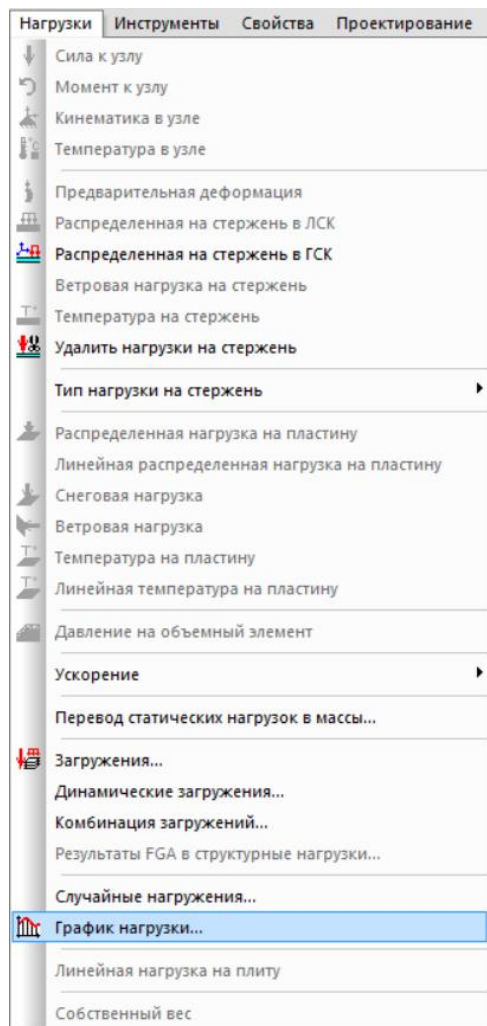 Нагрузки Инструменты Свойства Проектирование
Сила к узлу
Момент к узлу
Кинематика в узле
Температура в узле
Предварительная деформация
Распределенная на стержень в ЛСК
Распределенная на стержень в ГСК
Ветровая нагрузка на стержень
Температура на стержень
Удалить нагрузки на стержень
Тип нагрузки на стержень
Распределенная нагрузка на пластину
Линейная распределенная нагрузка на пластину
Снеговая нагрузка
Ветровая нагрузка
Температура на пластину
Линейная температура на пластину
Давление на объемный элемент
Ускорение
Перевод статических нагрузок в массы...
Загружения...
Динамические загружения...
Комбинация загружений...
Результаты FGA в структурные нагрузки...
Случайные нагружения...
График нагрузки...
Линейная нагрузка на плиту
Собственный вес